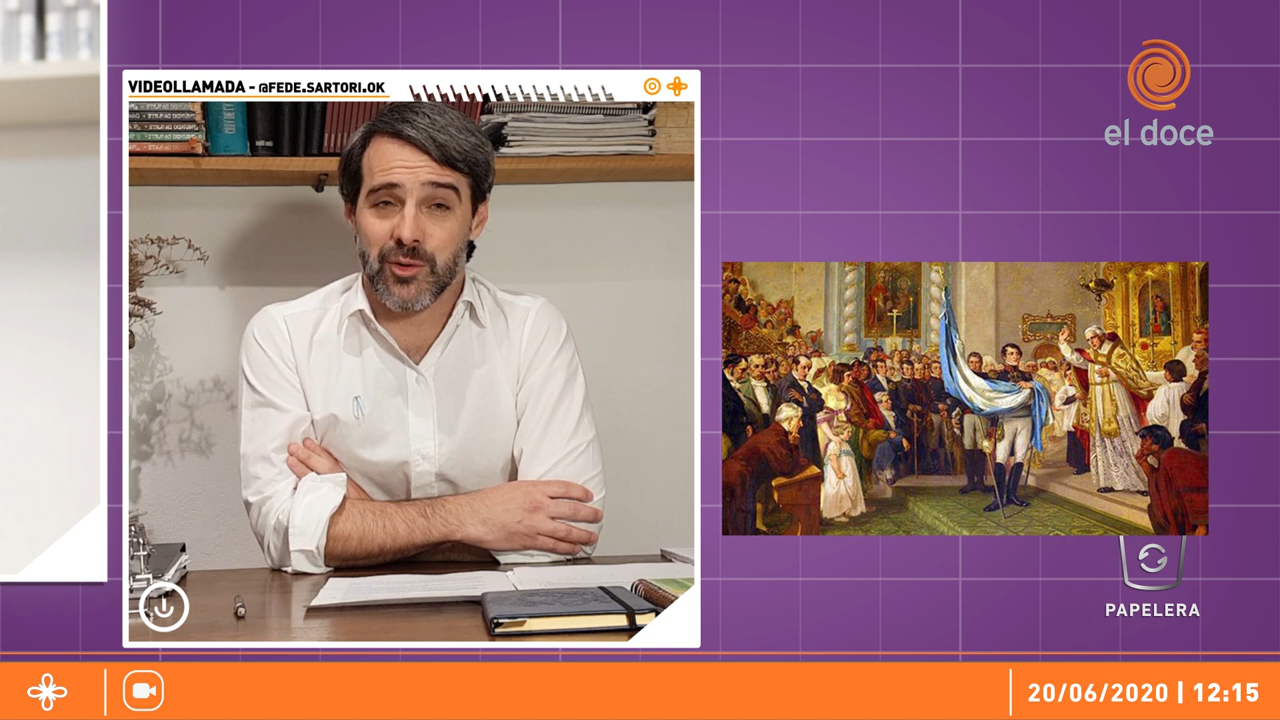 VIDEOLLAMADA - @FEDE.SARTORI.OK
el doce
PAPELERA
20/06/2020 | 12:15